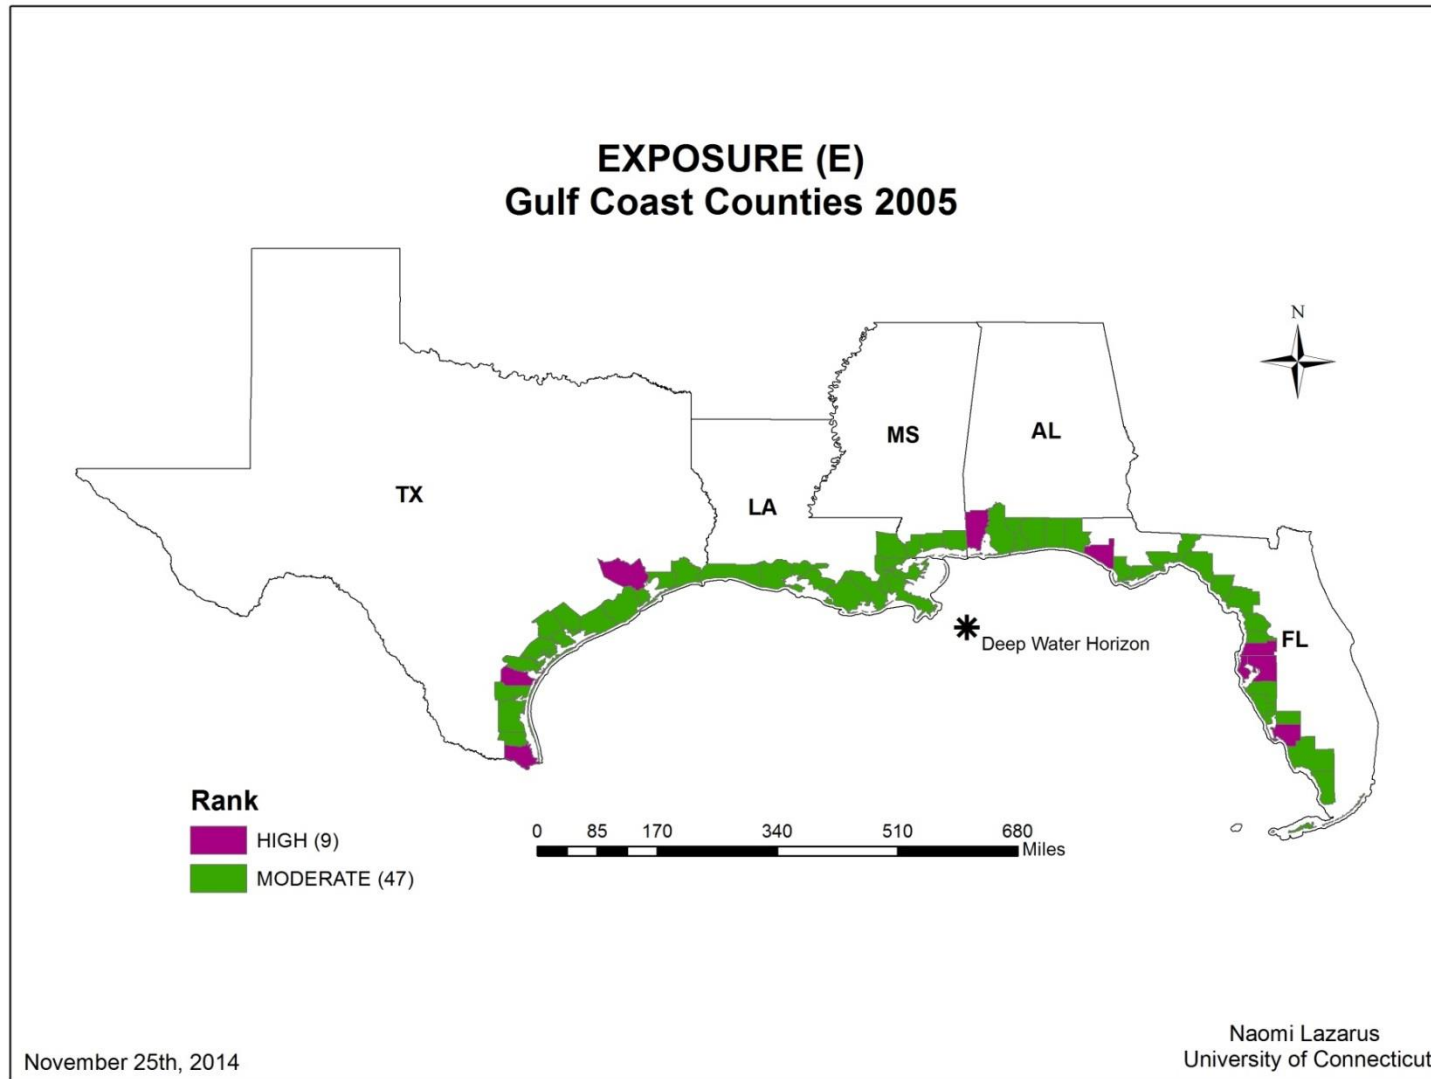 EXPOSURE (E)
Gulf Coast Counties 2005
N
MS
AL
TX
LA
FL
Deep Water Horizon
Rank
HIGH (9)
MODERATE (47)
0 85 170 340 510 680
Miles
November 25th, 2014
Naomi Lazarus
University of Connecticut